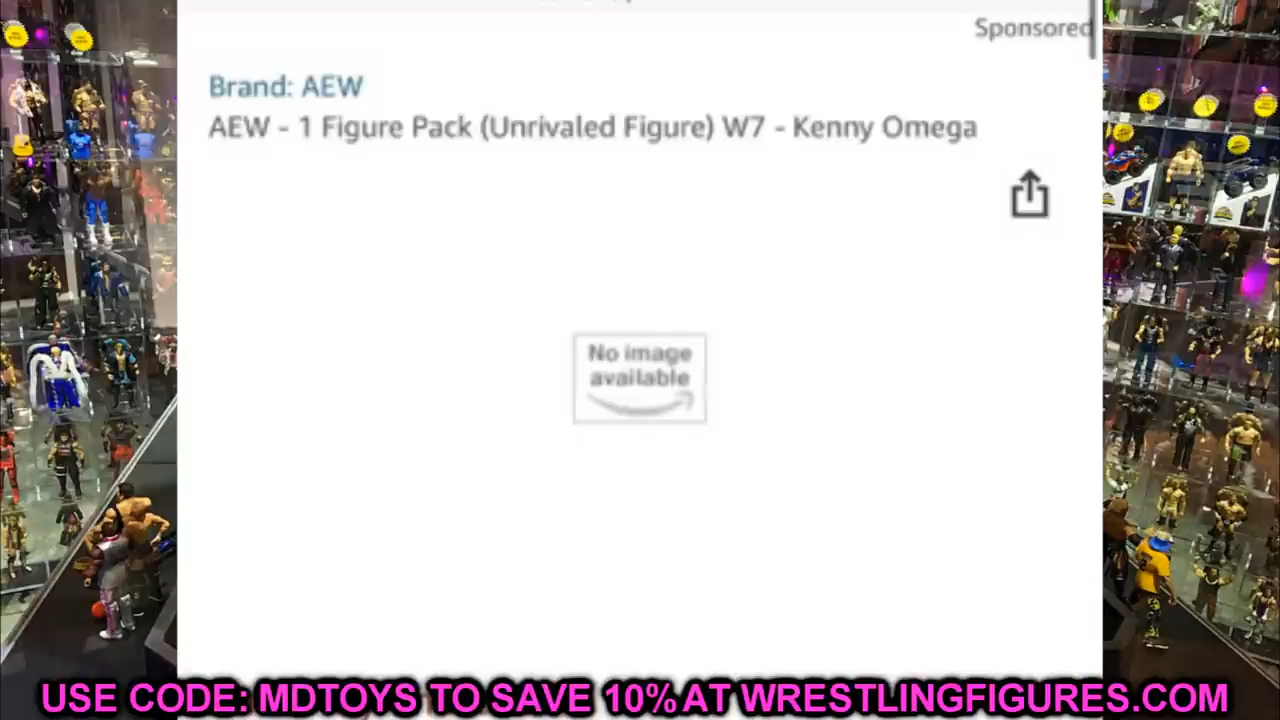 Sponsored
Brand: AEW
AEW - 1 Figure Pack (Unrivaled Figure) W7 - Kenny Omega
No image
available
USE CODE: MDTOYS TO SAVE 10% AT WRESTLINGFIGURES.COM